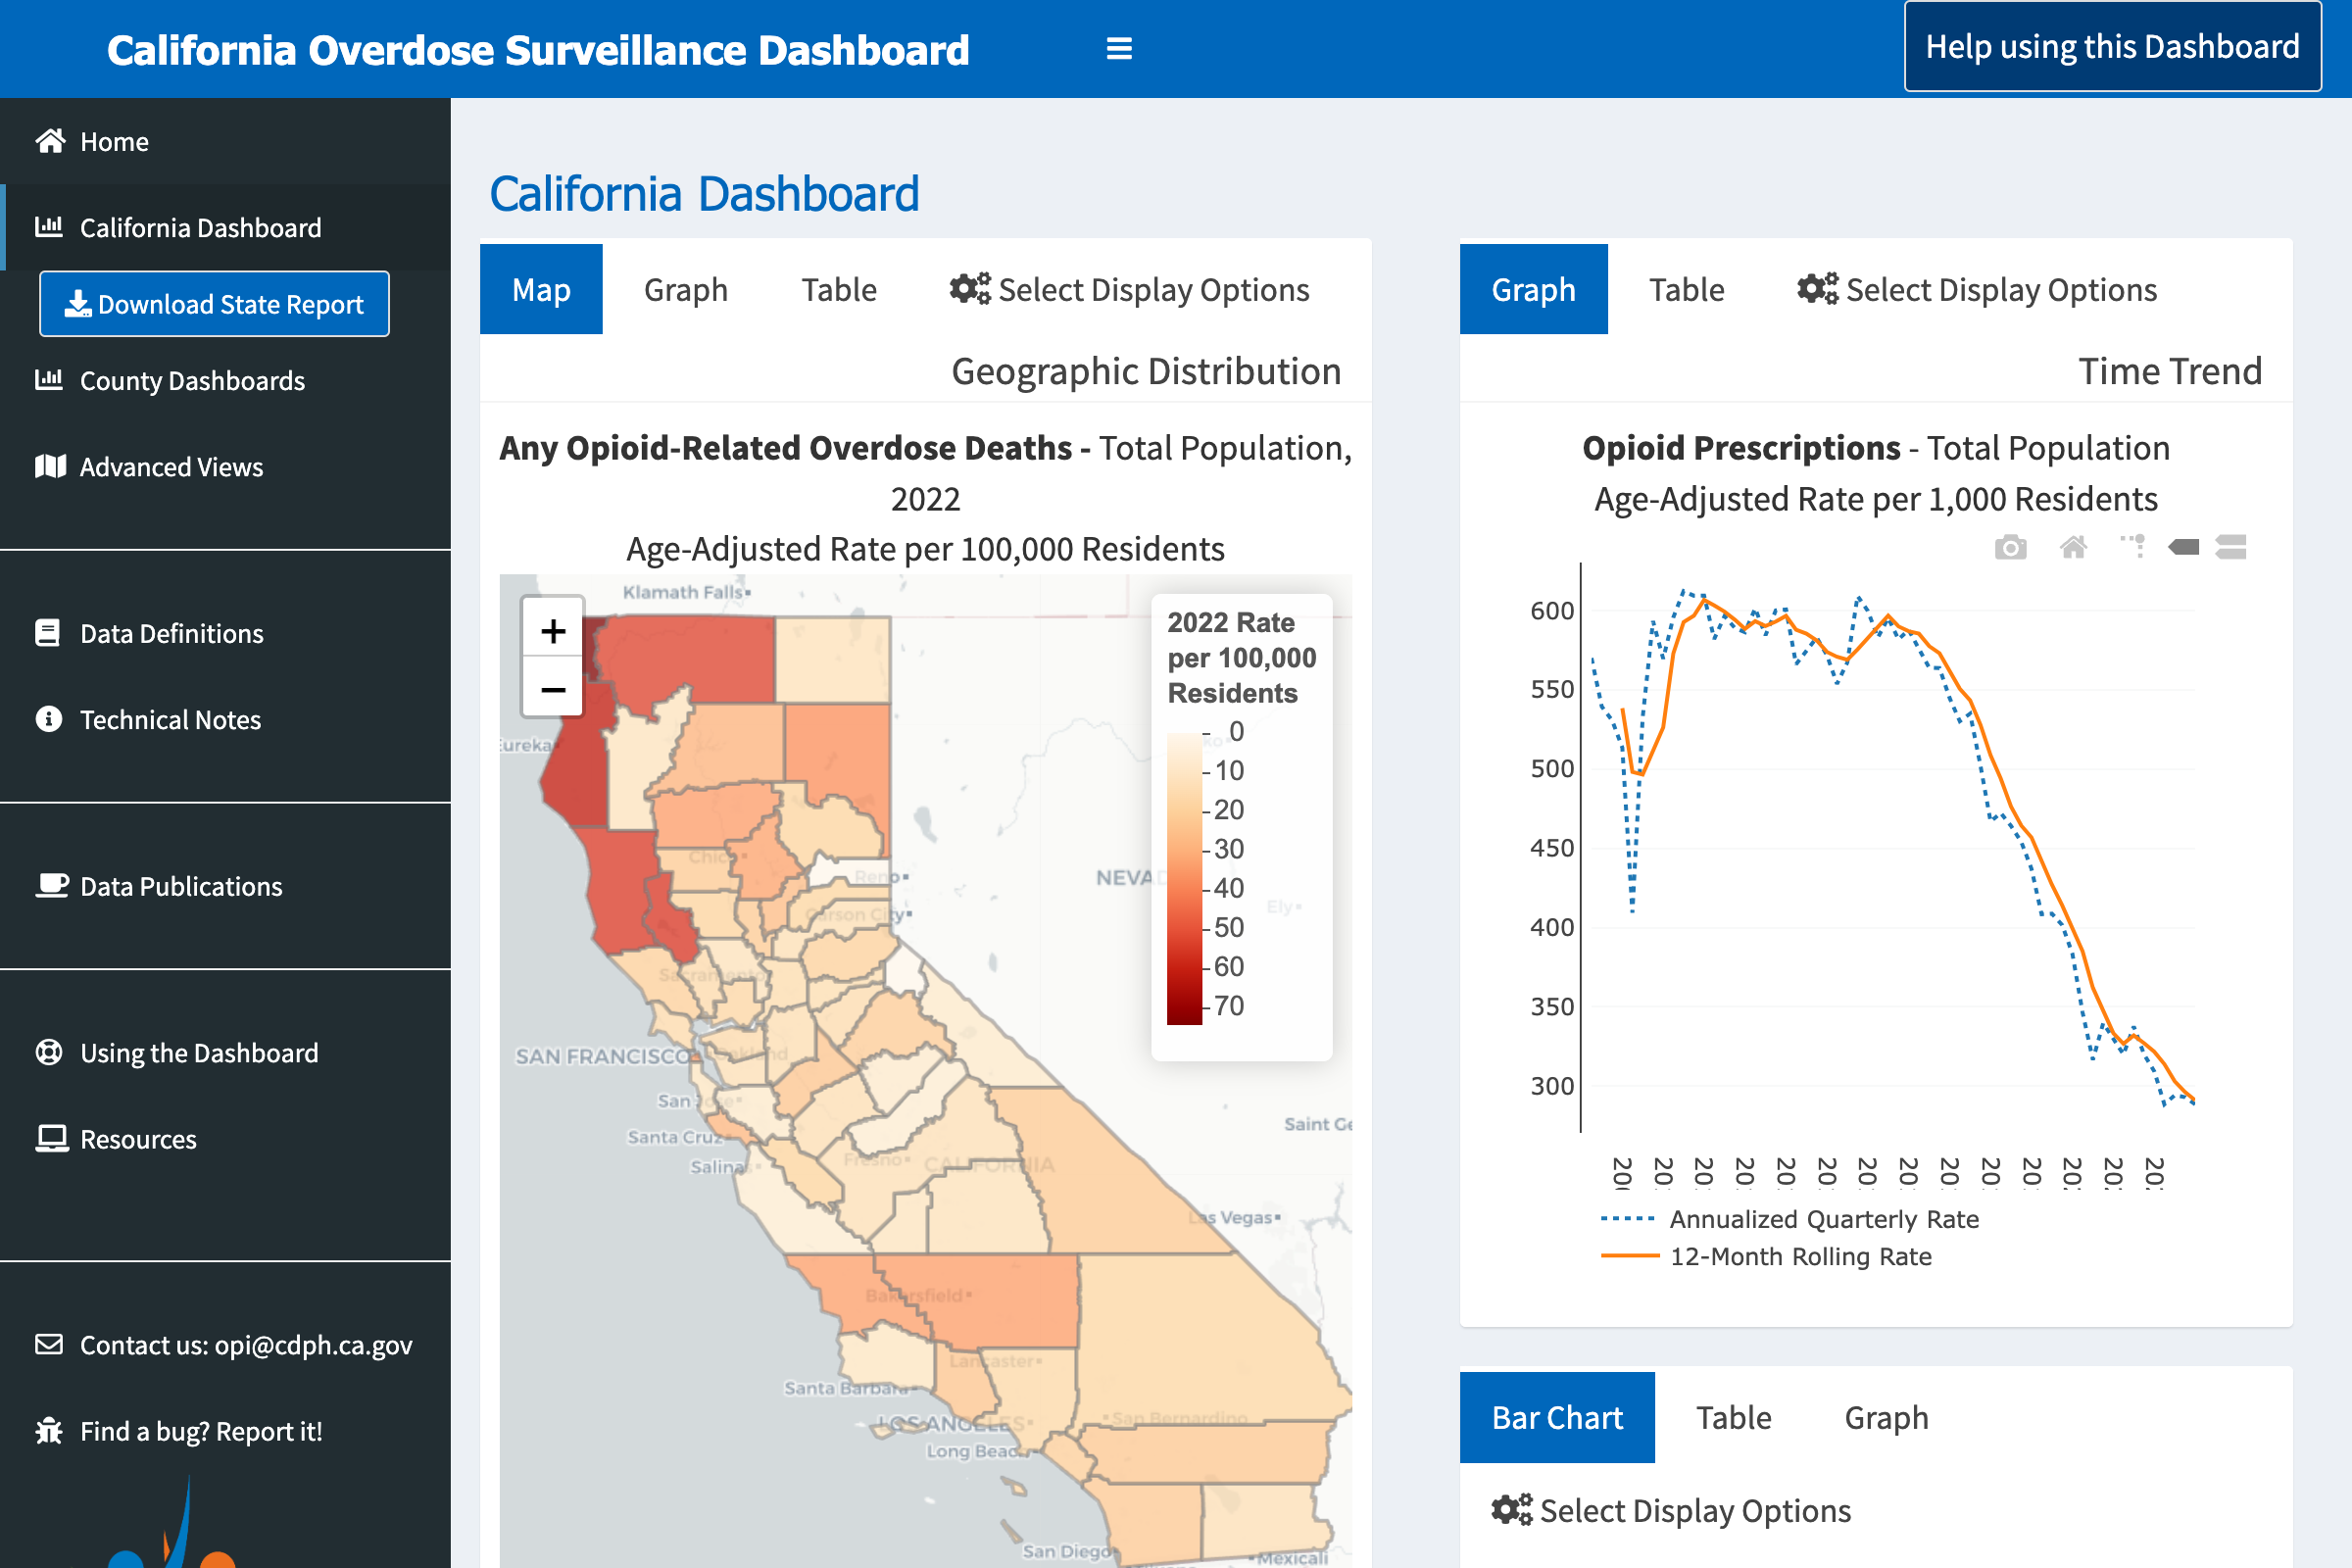 California Overdose Surveillance Dashboard
Help using this Dashboard
Home
California Dashboard
Download State Report
County Dashboards
Advanced Views
Data Definitions
Technical Notes
Data Publications
Using the Dashboard
Resources
Contact us: opi@cdph.ca.gov
Find a bug? Report it!
California Dashboard
Map
Graph
Table
Select Display Options
Geographic Distribution
Any Opioid-Related Overdose Deaths - Total Population,
2022
Age-Adjusted Rate per 100,000 Residents
+
−
Klamath Falls
Eureka
Chico
Reno
Carson City
NEVAD
Ely
Sacramento
SAN FRANCISCO
Oakland
San Jose
Santa Cruz
Salinas
Fresno
CALIFORNIA
Saint Ge
Las Vegas
Bakersfield
Lancaster
Santa Barbara
LOS ANGELES
San Bernardino
Long Beach
San Diego
Mexicali
2022 Rate
per 100,000
Residents
0
10
20
30
40
50
60
70
Graph
Table
Select Display Options
Time Trend
Opioid Prescriptions - Total Population
Age-Adjusted Rate per 1,000 Residents
600
550
500
450
400
350
300
200
20
20
20
20
20
20
20
20
20
20
20
20
20
Annualized Quarterly Rate
12-Month Rolling Rate
Bar Chart
Table
Graph
Select Display Options